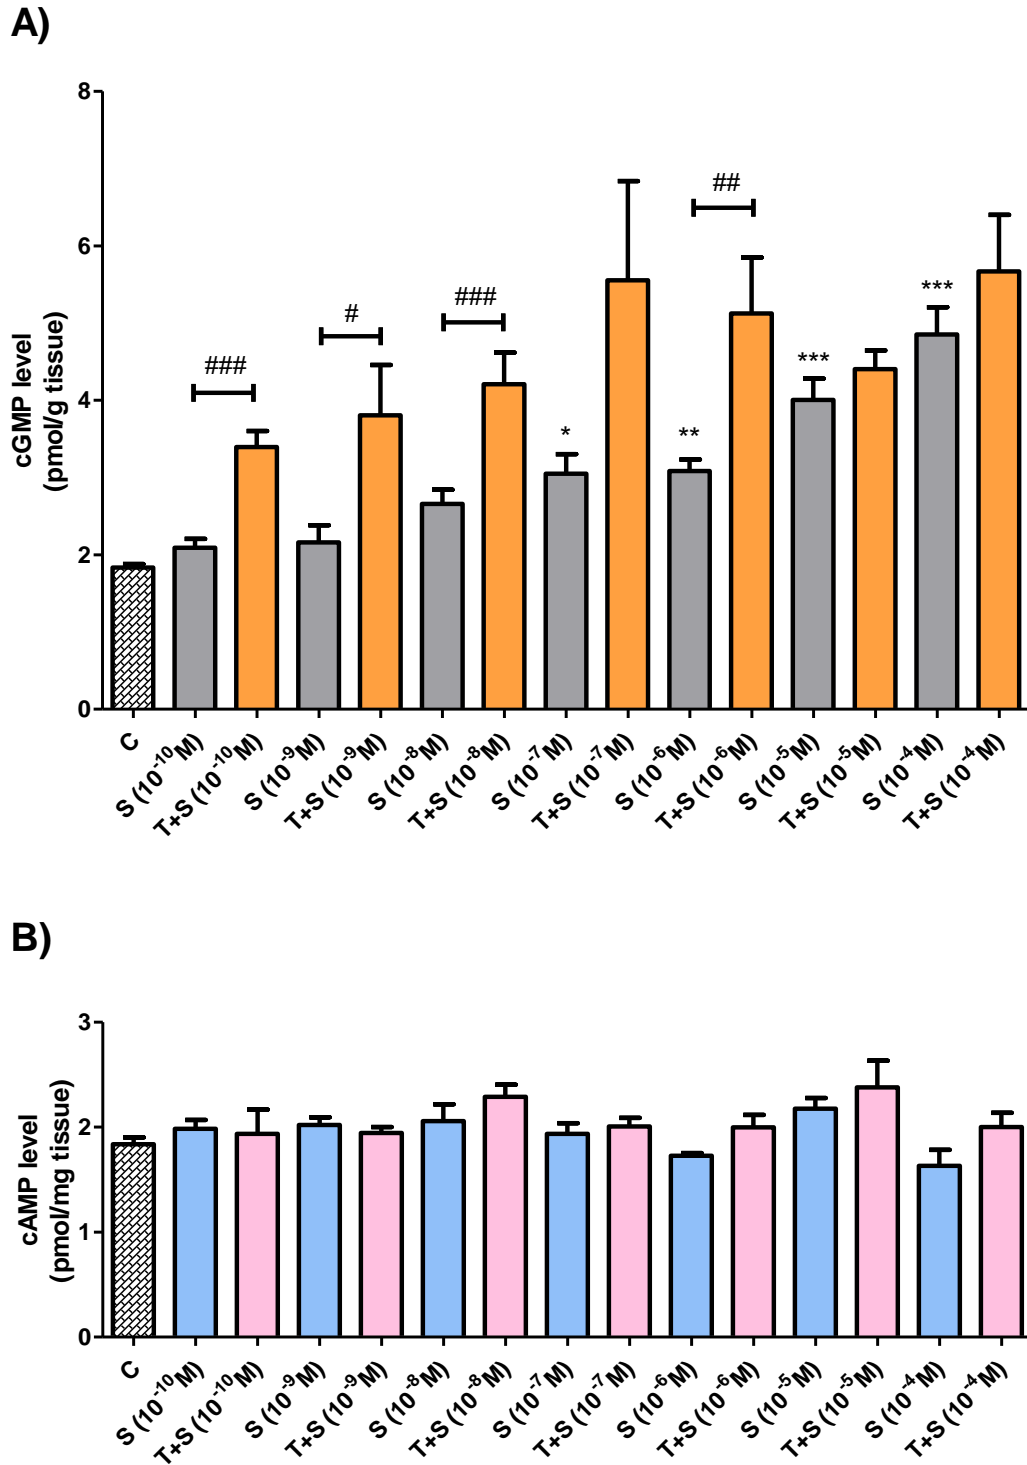 A)
8
6
4
2
0
cGMP level
(pmol/g tissue)
###
#
###
*
**
##
***
***
C
S (10⁻¹⁰M)
T+S (10⁻¹⁰M)
S (10⁻⁹M)
T+S (10⁻⁹M)
S (10⁻⁸M)
T+S (10⁻⁸M)
S (10⁻⁷M)
T+S (10⁻⁷M)
S (10⁻⁶M)
T+S (10⁻⁶M)
S (10⁻⁵M)
T+S (10⁻⁵M)
S (10⁻⁴M)
T+S (10⁻⁴M)
B)
3
2
1
0
cAMP level
(pmol/mg tissue)
C
S (10⁻¹⁰M)
T+S (10⁻¹⁰M)
S (10⁻⁹M)
T+S (10⁻⁹M)
S (10⁻⁸M)
T+S (10⁻⁸M)
S (10⁻⁷M)
T+S (10⁻⁷M)
S (10⁻⁶M)
T+S (10⁻⁶M)
S (10⁻⁵M)
T+S (10⁻⁵M)
S (10⁻⁴M)
T+S (10⁻⁴M)